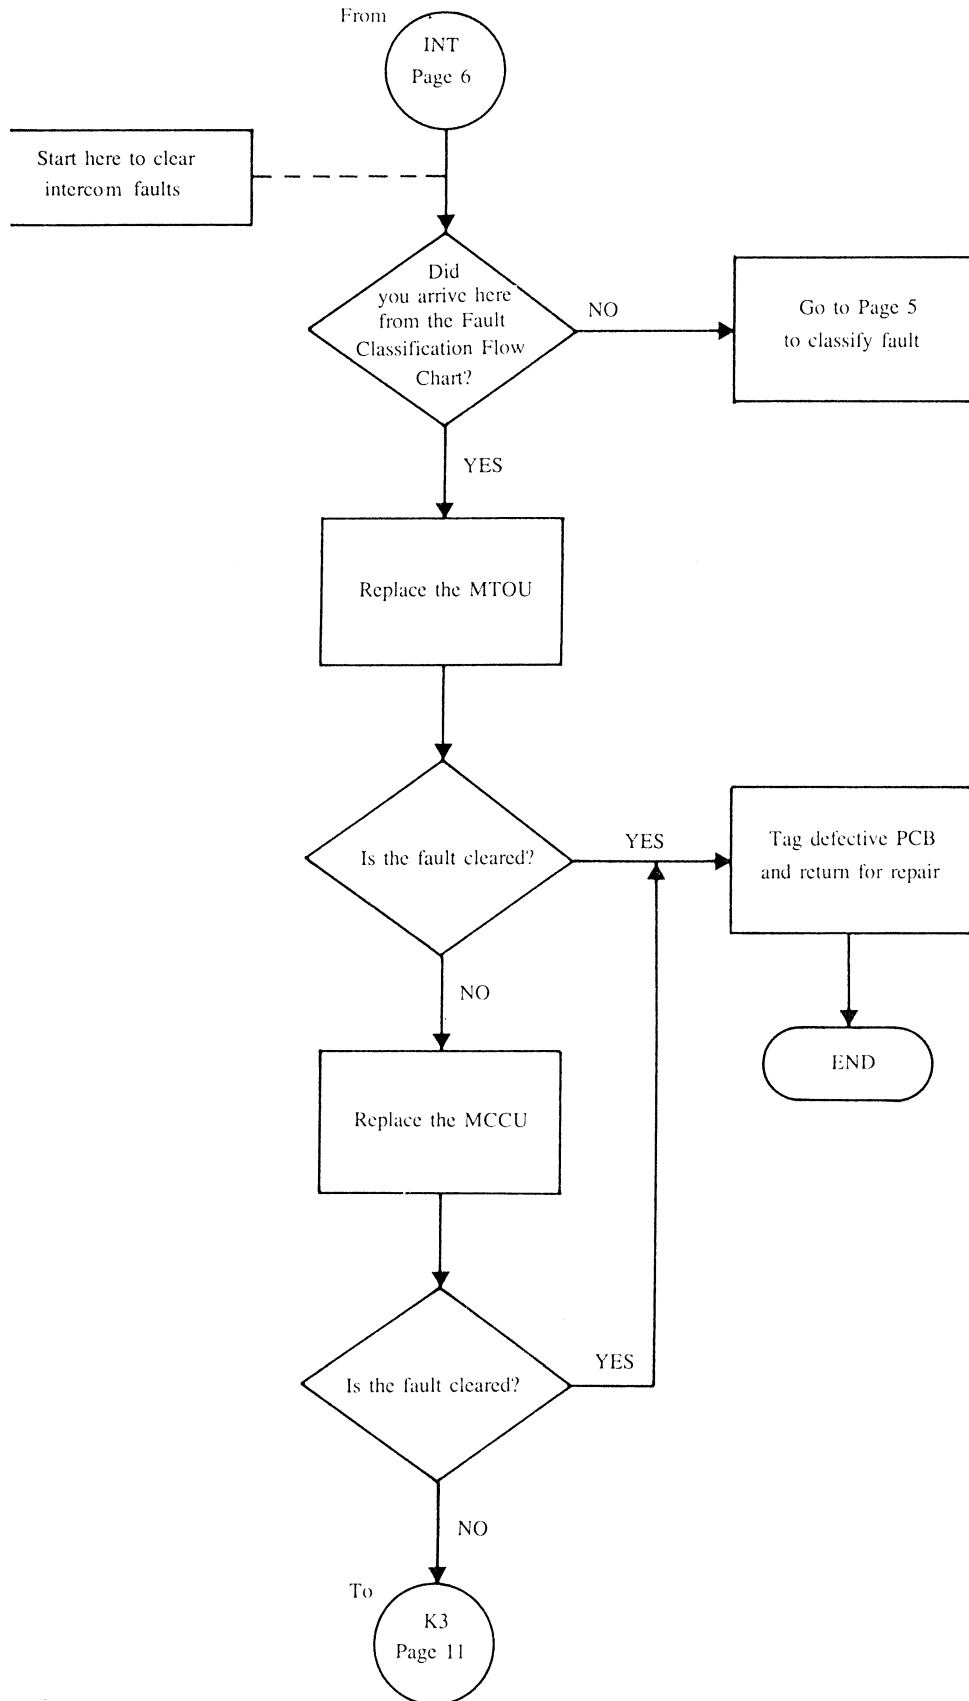 From
INT
Page 6
Start here to clear
intercom faults
Did
you arrive here
from the Fault
Classification Flow
Chart?
NO
Go to Page 5
to classify fault
YES
Replace the MTOU
Is the fault cleared?
YES
Tag defective PCB
and return for repair
NO
END
Replace the MCCU
Is the fault cleared?
YES
NO
To
K3
Page 11